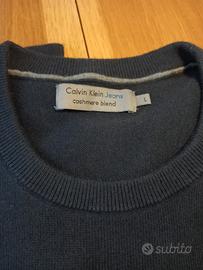 Calvin Klein Jeans
cashmere blend
L
subito